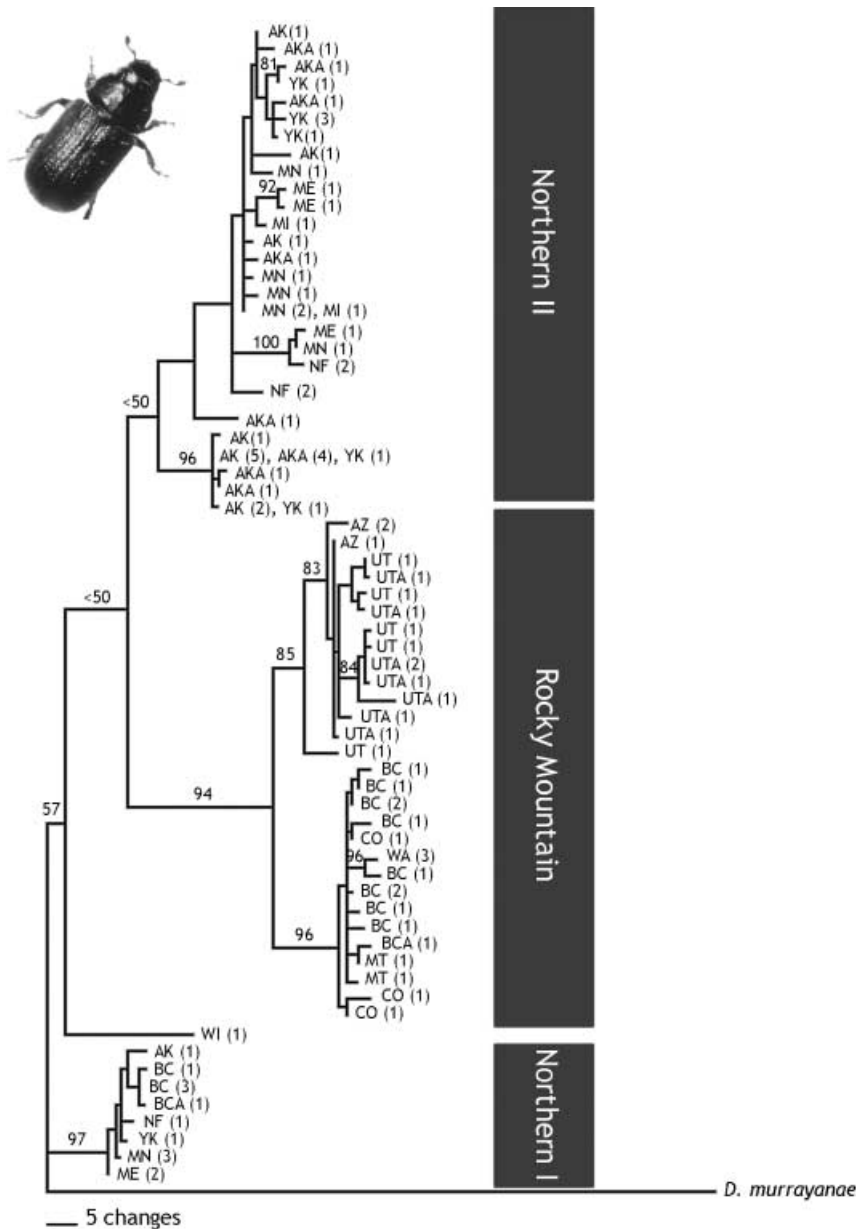 AK(1)
AKA (1)
81
AKA (1)
YK (1)
AKA (1)
YK (3)
YK(1)
AK(1)
MN (1)
92
ME (1)
ME (1)
MI (1)
AK (1)
AKA (1)
MN (1)
MN (1)
MN (2), MI (1)
ME (1)
100
MN (1)
NF (2)
NF (2)
<50
AKA (1)
AK(1)
96
AK (5), AKA (4), YK (1)
AKA (1)
AKA (1)
AK (2), YK (1)
Northern II
AZ (2)
AZ (1)
83
UT (1)
UTA (1)
UT (1)
<50
UTA (1)
UT (1)
UT (1)
85
84
UTA (2)
UTA (1)
UTA (1)
UTA (1)
UTA (1)
UT (1)
BC (1)
BC (1)
94
BC (2)
57
BC (1)
CO (1)
96
WA (3)
BC (1)
BC (2)
BC (1)
BC (1)
96
BCA (1)
MT (1)
MT (1)
CO (1)
CO (1)
Rocky Mountain
WI (1)
AK (1)
BC (1)
BC (3)
BCA (1)
NF (1)
YK (1)
97
MN (3)
ME (2)
Northern I
D. murrayanae
5 changes